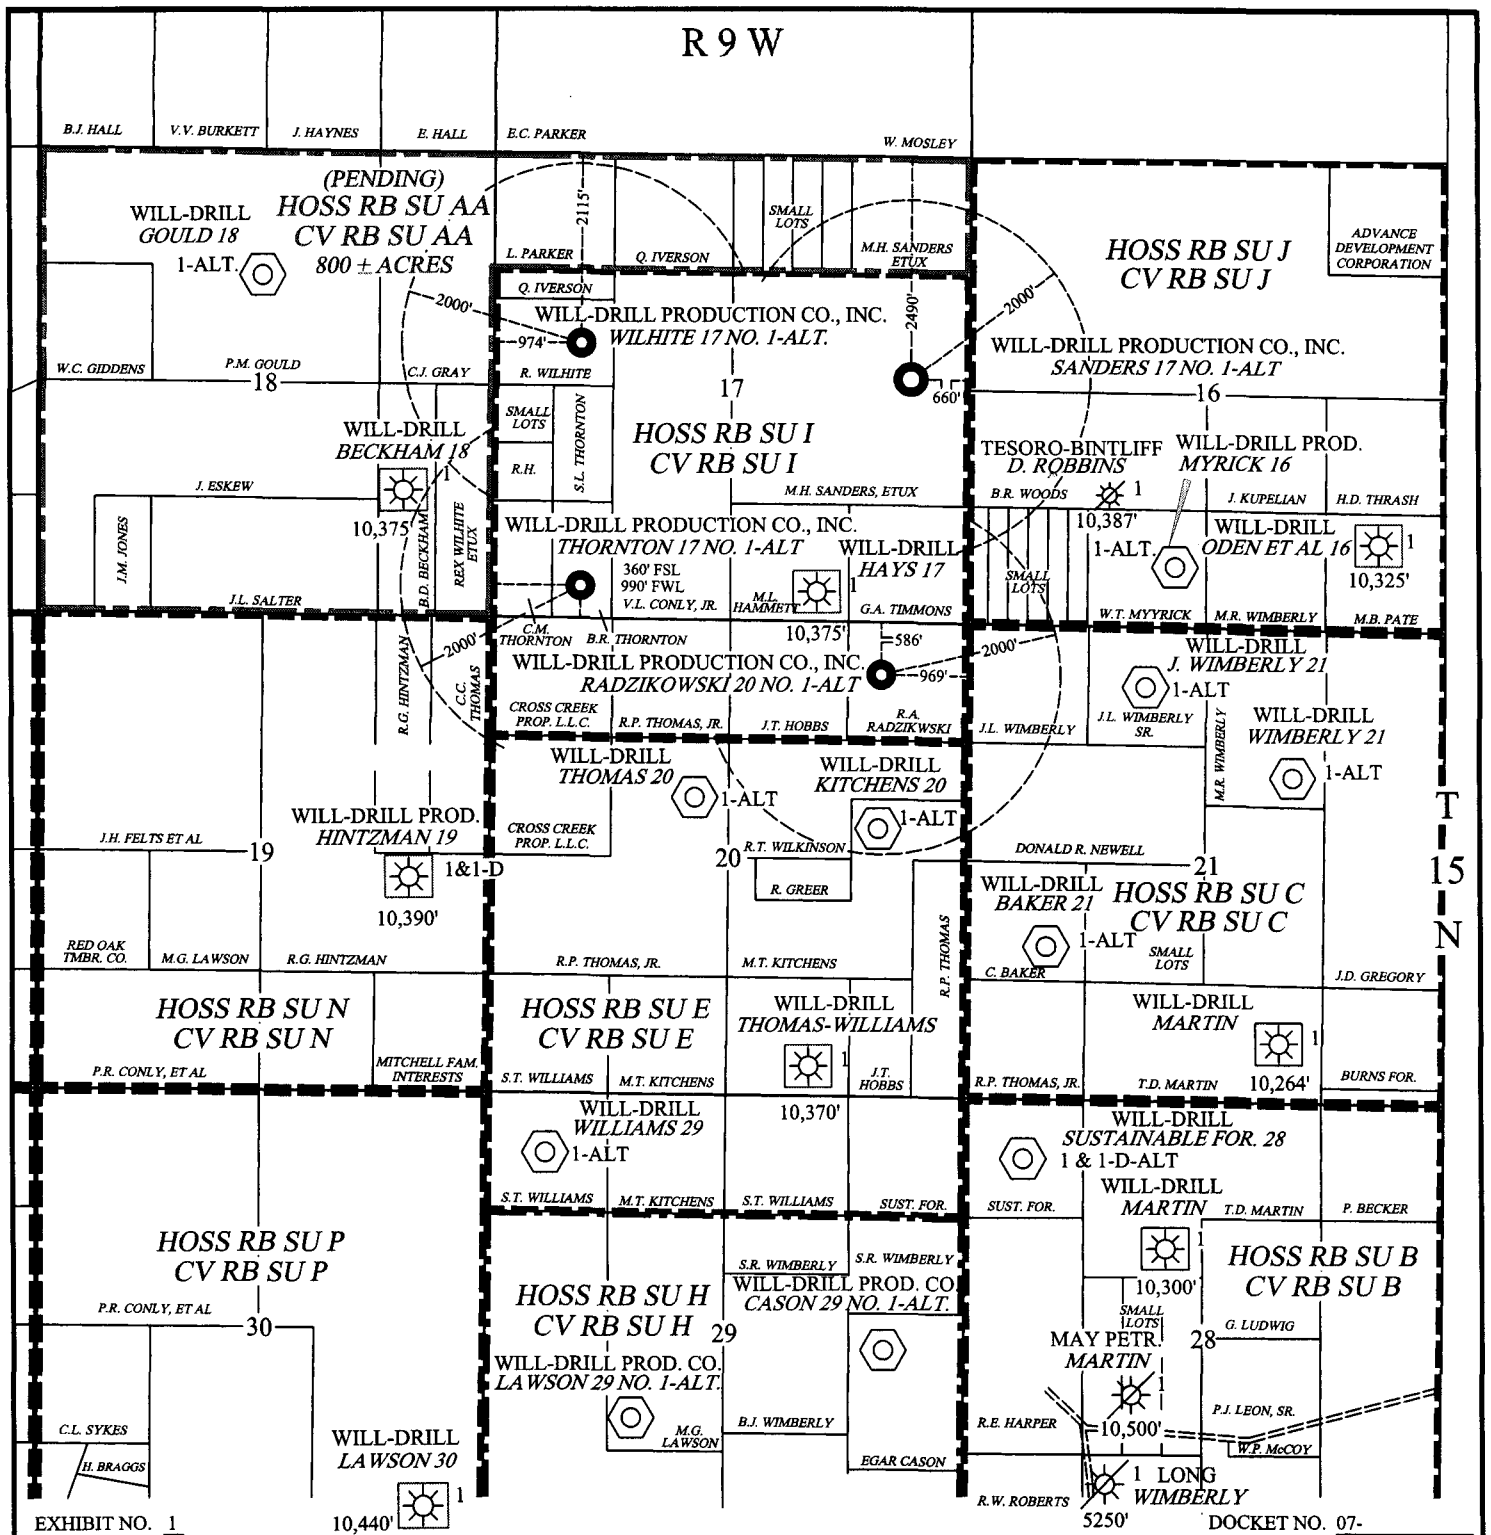 R 9 W
B.J. HALL
V.V. BURKETT
J. HAYNES
E. HALL
E.C. PARKER
W. MOSLEY
(PENDING)
HOSS RB SU AA
CV RB SU AA
800 ± ACRES
WILL-DRILL
GOULD 18
1-ALT.
2115'
SMALL
LOTS
L. PARKER
Q. IVERSON
M.H. SANDERS
ETUX
HOSS RB SU J
CV RB SU J
ADVANCE
DEVELOPMENT
CORPORATION
Q. IVERSON
2000'
WILL-DRILL PRODUCTION CO., INC.
WILHITE 17 NO. 1-ALT.
974'
2490'
2000'
WILL-DRILL PRODUCTION CO., INC.
SANDERS 17 NO. 1-ALT
660'
W.C. GIDDENS
P.M. GOULD
18
C.J. GRAY
R. WILHITE
17
16
SMALL
LOTS
S.L. THORNTON
R.H.
HOSS RB SU I
CV RB SU I
WILL-DRILL
BECKHAM 18
1
10,375'
TESORO-BINTLIFF
D. ROBBINS
1
10,387'
WILL-DRILL PROD.
MYRICK 16
1-ALT.
J. ESKEW
M.H. SANDERS, ETUX
B.R. WOODS
J. KUPELIAN
H.D. THRASH
J.M. JONES
B.D. BECKHAM
REX WILHITE
ETUX
WILL-DRILL PRODUCTION CO., INC.
THORNTON 17 NO. 1-ALT
360' FSL
990' FWL
WILL-DRILL
HAYS 17
1
10,375'
WILL-DRILL
ODEN ET AL 16
1
10,325'
SMALL
LOTS
J.L. SALTER
V.L. CONLY, JR.
M.L.
HAMMETT
G.A. TIMMONS
W.T. MYYRICK
M.R. WIMBERLY
M.B. PATE
C.M.
THORNTON
B.R. THORNTON
2000'
586'
2000'
969'
WILL-DRILL PRODUCTION CO., INC.
RADZIKOWSKI 20 NO. 1-ALT
R.G. HINTZMAN
C.C.
THOMAS
WILL-DRILL
J. WIMBERLY 21
1-ALT
CROSS CREEK
PROP. L.L.C.
R.P. THOMAS, JR.
J.T. HOBBS
R.A.
RADZIKWSKI
J.L. WIMBERLY
J.L. WIMBERLY
SR.
M.R. WIMBERLY
WILL-DRILL
WIMBERLY 21
1-ALT
WILL-DRILL
THOMAS 20
1-ALT
WILL-DRILL
KITCHENS 20
1-ALT
T
15
N
WILL-DRILL PROD.
HINTZMAN 19
1&1-D
10,390'
J.H. FELTS ET AL
19
CROSS CREEK
PROP. L.L.C.
20
R.T. WILKINSON
R. GREER
DONALD R. NEWELL
21
WILL-DRILL
BAKER 21
1-ALT
HOSS RB SU C
CV RB SU C
SMALL
LOTS
RED OAK
TMBR. CO.
M.G. LAWSON
R.G. HINTZMAN
R.P. THOMAS, JR.
M.T. KITCHENS
R.P. THOMAS
C. BAKER
J.D. GREGORY
HOSS RB SU N
CV RB SU N
HOSS RB SU E
CV RB SU E
WILL-DRILL
THOMAS-WILLIAMS
1
10,370'
WILL-DRILL
MARTIN
1
10,264'
P.R. CONLY, ET AL
MITCHELL FAM.
INTERESTS
S.T. WILLIAMS
M.T. KITCHENS
J.T.
HOBBS
R.P. THOMAS, JR.
T.D. MARTIN
BURNS FOR.
WILL-DRILL
WILLIAMS 29
1-ALT
WILL-DRILL
SUSTAINABLE FOR. 28
1 & 1-D-ALT
WILL-DRILL
MARTIN
1
10,300'
S.T. WILLIAMS
M.T. KITCHENS
S.T. WILLIAMS
SUST. FOR.
SUST. FOR.
T.D. MARTIN
P. BECKER
HOSS RB SU P
CV RB SU P
S.R. WIMBERLY
S.R. WIMBERLY
HOSS RB SU B
CV RB SU B
HOSS RB SU H
CV RB SU H
WILL-DRILL PROD. CO.
CASON 29 NO. 1-ALT.
P.R. CONLY, ET AL
30
29
SMALL
LOTS
28
G. LUDWIG
WILL-DRILL PROD. CO.
LAWSON 29 NO. 1-ALT.
MAY PETR.
MARTIN
1
10,500'
C.L. SYKES
H. BRAGGS
M.G.
LAWSON
B.J. WIMBERLY
EGAR CASON
R.E. HARPER
P.J. LEON, SR.
W.P. McCOY
WILL-DRILL
LAWSON 30
1
10,440'
R.W. ROBERTS
1 LONG
WIMBERLY
5250'
EXHIBIT NO. 1
DOCKET NO. 07-